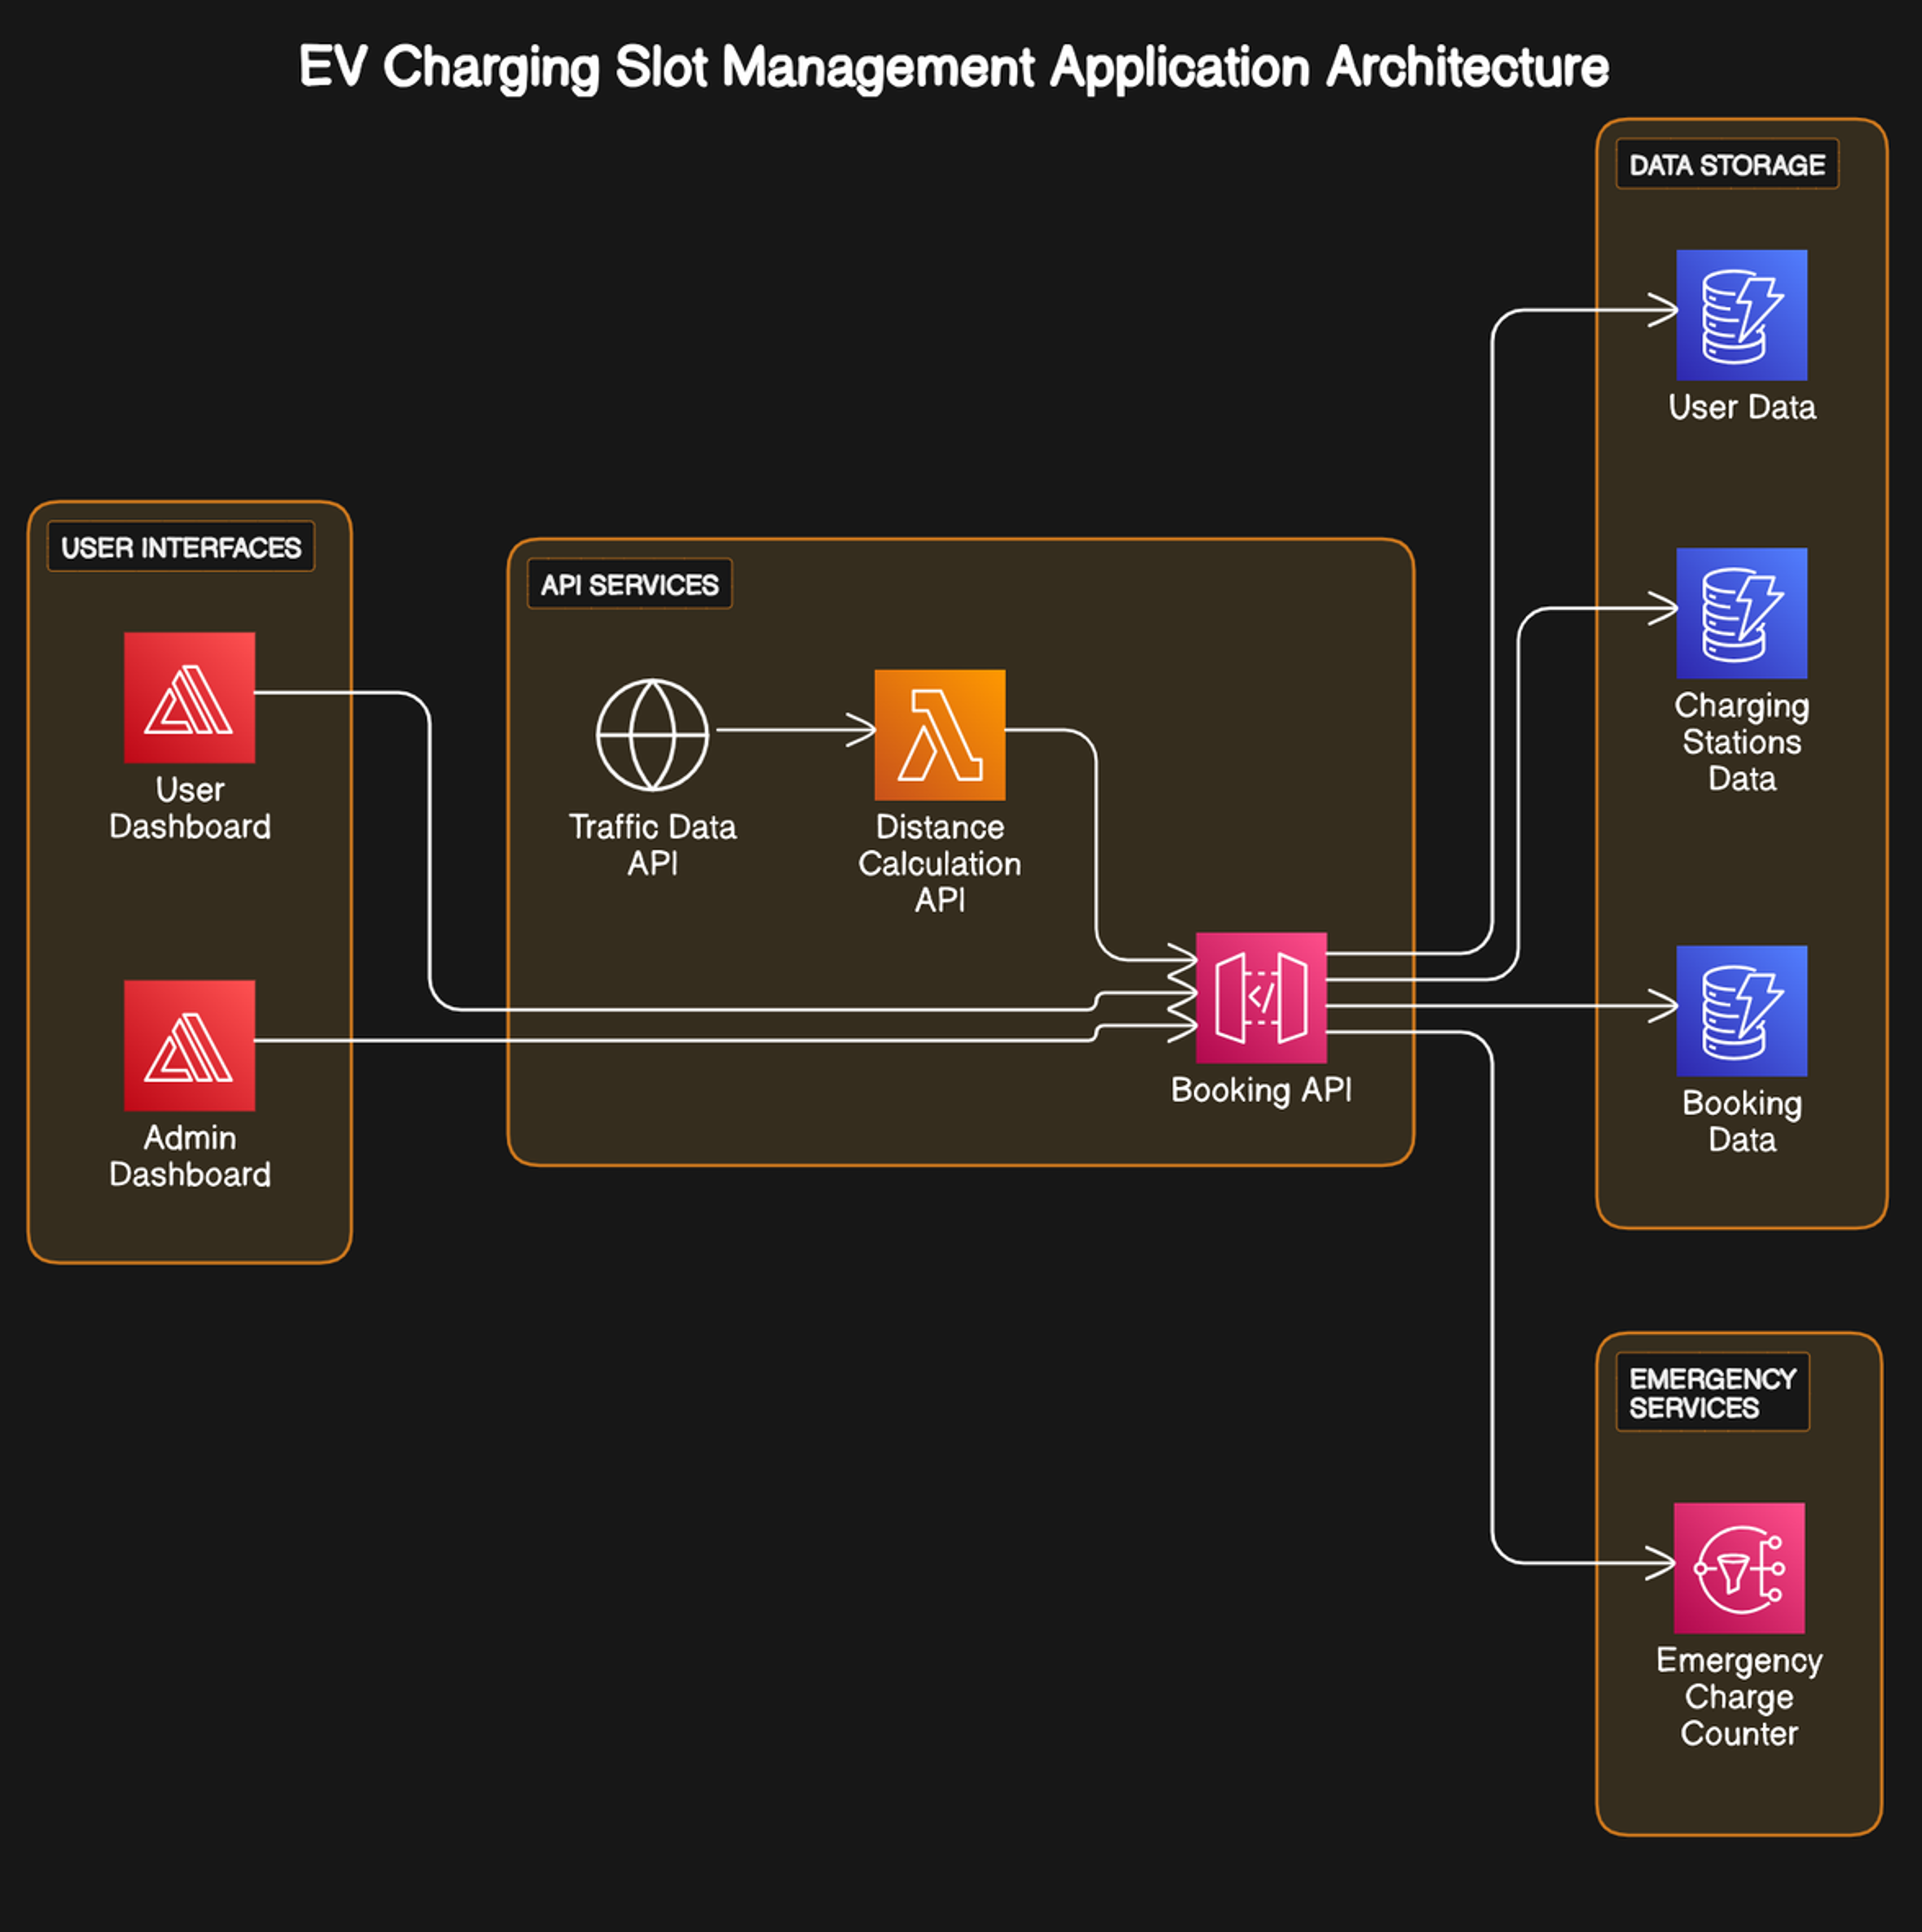 EV Charging Slot Management Application Architecture
USER INTERFACES
User
Dashboard
Admin
Dashboard
API SERVICES
Traffic Data
API
Distance
Calculation
API
</>
Booking API
DATA STORAGE
User Data
Charging
Stations
Data
Booking
Data
EMERGENCY
SERVICES
Emergency
Charge
Counter